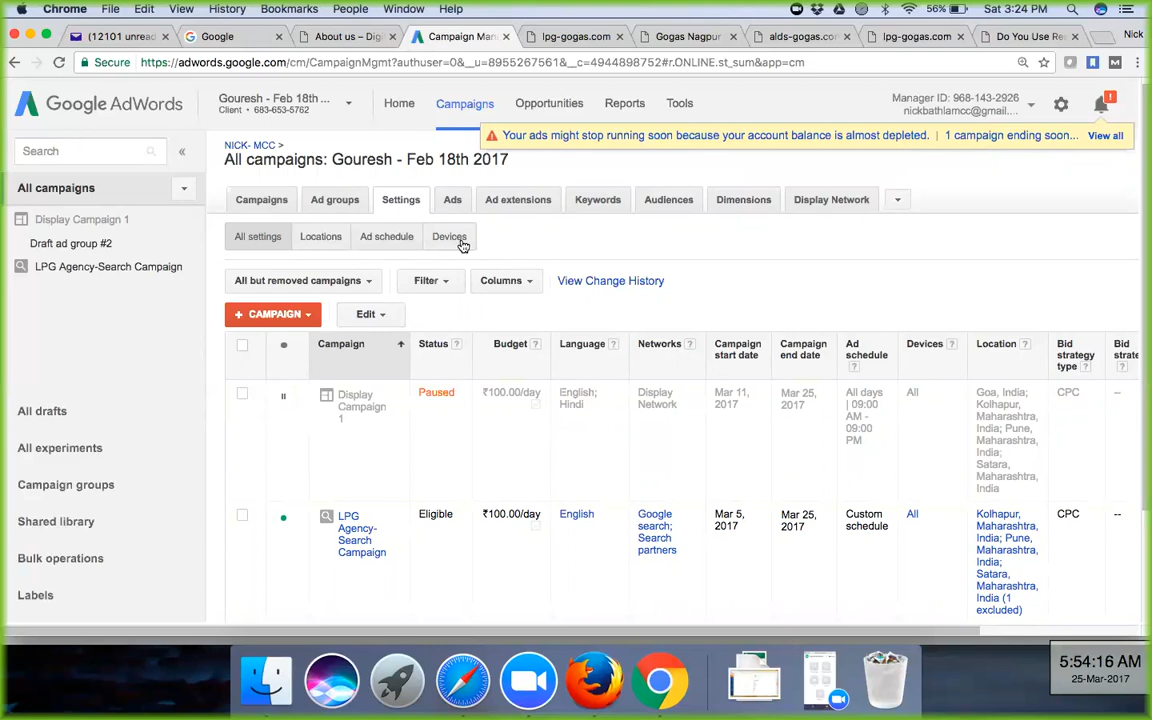 Chrome File Edit View History Bookmarks People Window Help 56% Sat 3:24 PM
(12101 unread Google About us – Digi Campaign Man lpg-gogas.com Gogas Nagpur alds-gogas.com lpg-gogas.com Do You Use Re Nick
Secure https://adwords.google.com/cm/CampaignMgmt?authuser=0&__u=8955267561&__c=4944898752#r.ONLINE.st_sum&app=cm
Google AdWords
Gouresh - Feb 18th ...
Client • 683-653-5762
Home Campaigns Opportunities Reports Tools
Manager ID: 968-143-2926
nickbathlamcc@gmail....
!
Your ads might stop running soon because your account balance is almost depleted. | 1 campaign ending soon... View all
Search «
NICK- MCC >
All campaigns: Gouresh - Feb 18th 2017
All campaigns
Display Campaign 1
Draft ad group #2
LPG Agency-Search Campaign
All drafts
All experiments
Campaign groups
Shared library
Bulk operations
Labels
Campaigns Ad groups Settings Ads Ad extensions Keywords Audiences Dimensions Display Network
All settings Locations Ad schedule Devices
All but removed campaigns Filter Columns View Change History
+ CAMPAIGN Edit
Campaign Status ? Budget ? Language ? Networks ? Campaign start date Campaign end date Ad schedule ? Devices ? Location ? Bid strategy type ? Bid strate ?
Display Campaign 1 Paused ₹100.00/day English; Hindi Display Network Mar 11, 2017 Mar 25, 2017 All days | 09:00 AM - 09:00 PM All Goa, India; Kolhapur, Maharashtra, India; Pune, Maharashtra, India; Satara, Maharashtra, India CPC --
LPG Agency-Search Campaign Eligible ₹100.00/day English Google search; Search partners Mar 5, 2017 Mar 25, 2017 Custom schedule All Kolhapur, Maharashtra, India; Pune, Maharashtra, India; Satara, Maharashtra, India (1 excluded) CPC --
5:54:16 AM
25-Mar-2017